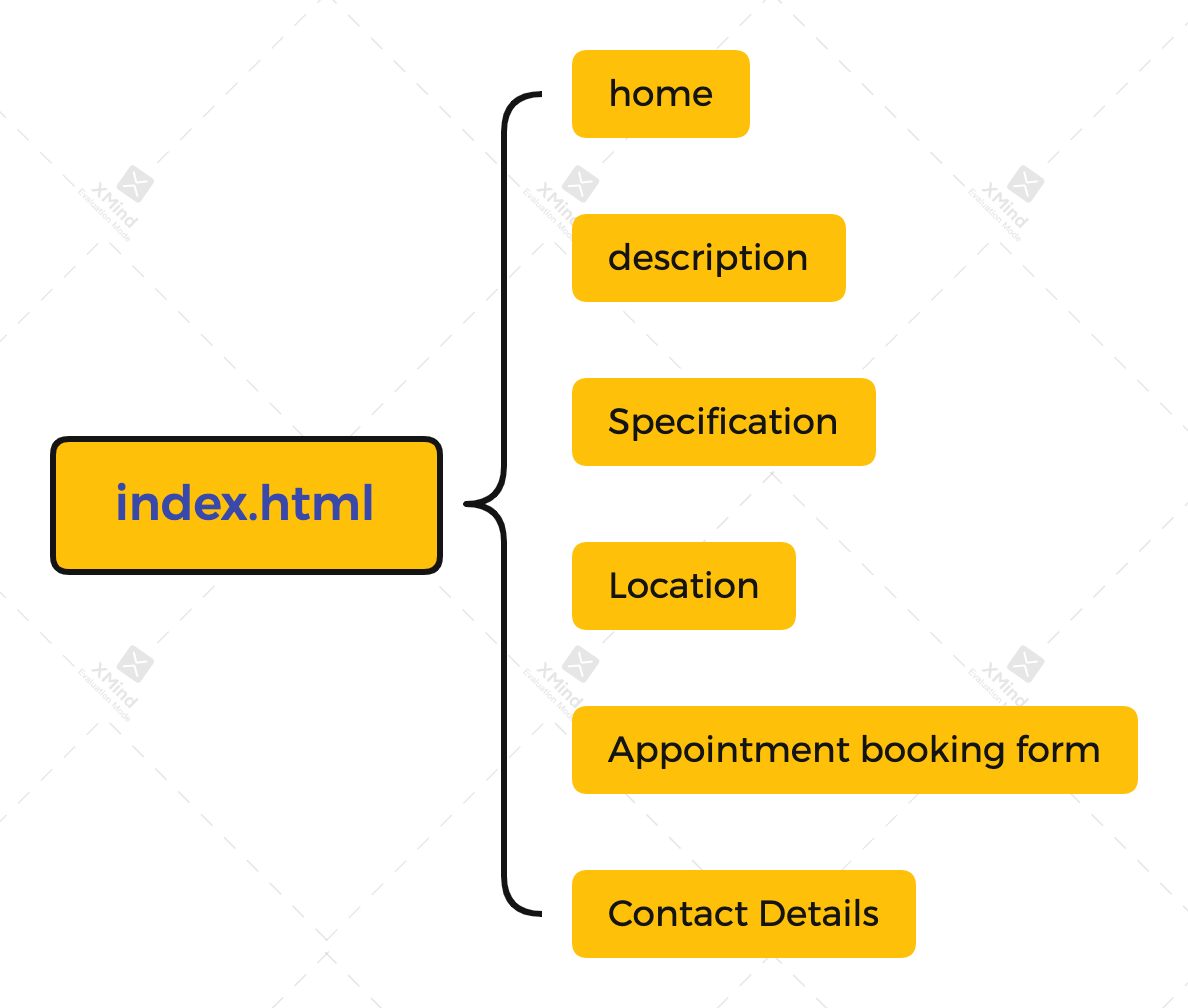 home
XMind
Evaluation Mode
XMind
Evaluation Mode
XMind
Evaluation Mode
description
Specification
index.html
Location
XMind
Evaluation Mode
XMind
Evaluation Mode
XMind
Evaluation Mode
Appointment booking form
Contact Details